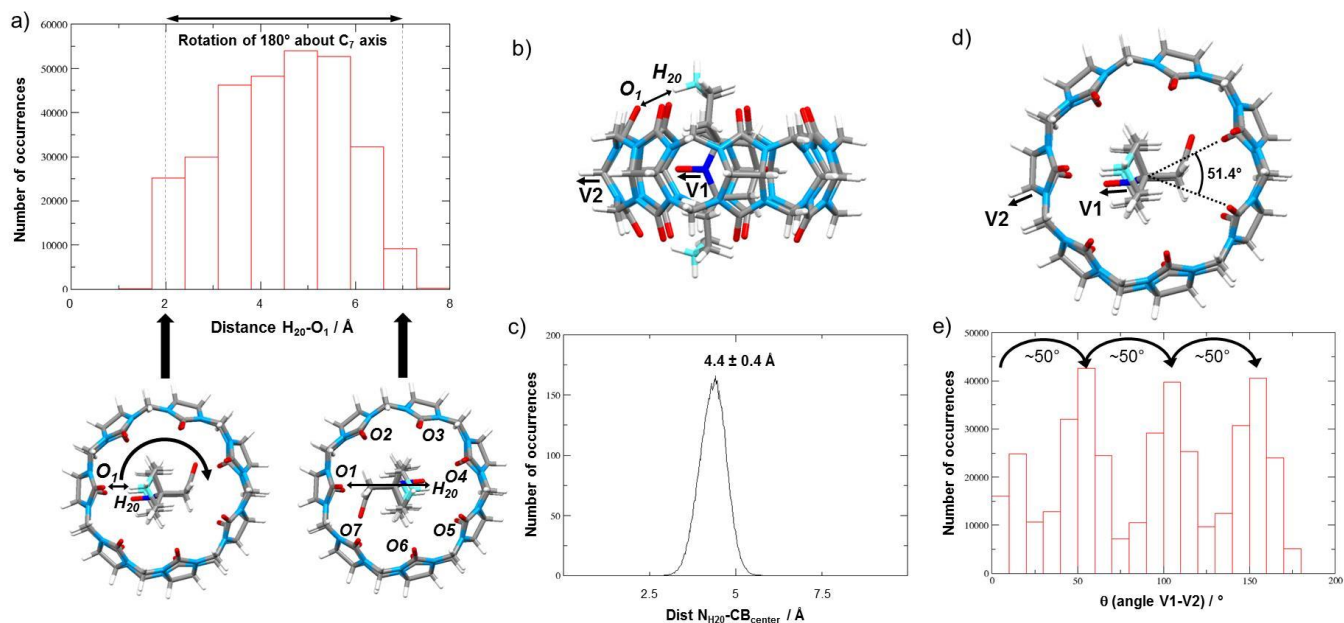 a)
60000
50000
40000
30000
20000
10000
0
Number of occurrences
Rotation of 180° about C7 axis
0 2 4 6 8
Distance H20-O1 / Å
O1
H20
O1 O2 O3 O4 O5 O6 O7
H20
b)
O1 H20
V2 V1
c)
4.4 ± 0.4 Å
200
150
100
50
0
Number of occurrences
2.5 5 7.5
Dist NH20-CBcenter / Å
d)
51.4°
V2 V1
e)
50000
40000
30000
20000
10000
0
Number of occurrences
~50° ~50° ~50°
0 50 100 150 200
θ (angle V1-V2) / °